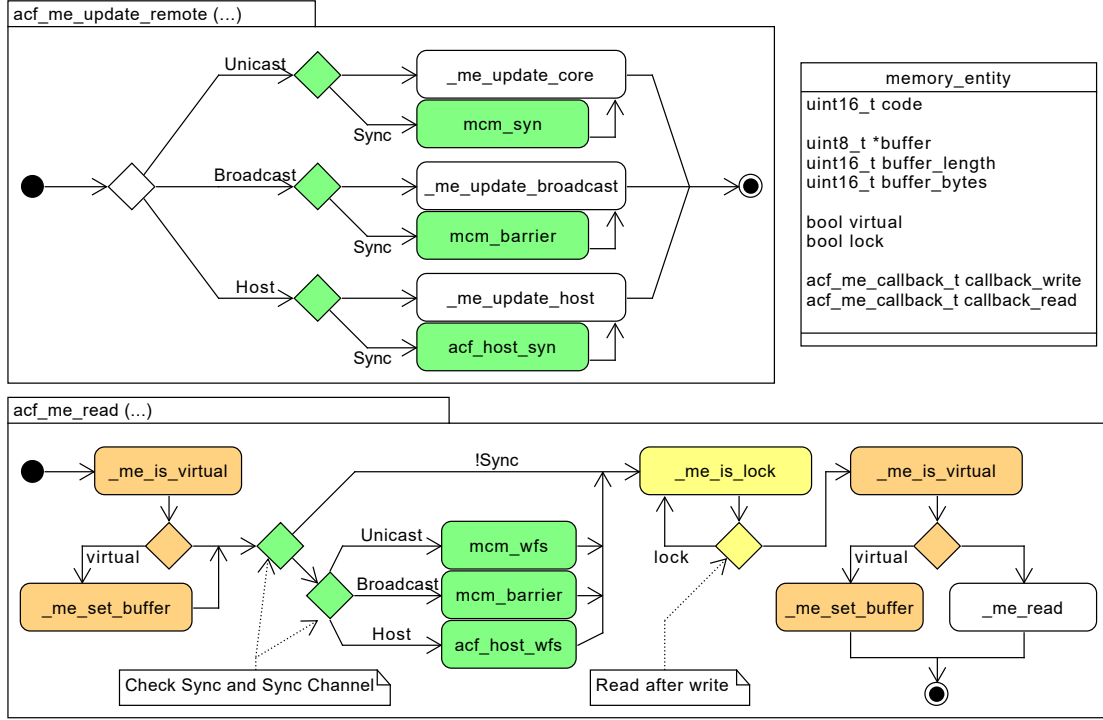 acf_me_update_remote (...)
Unicast
_me_update_core
Sync
mcm_syn
Broadcast
_me_update_broadcast
Sync
mcm_barrier
Host
_me_update_host
Sync
acf_host_syn
memory_entity
uint16_t code
uint8_t *buffer
uint16_t buffer_length
uint16_t buffer_bytes
bool virtual
bool lock
acf_me_callback_t callback_write
acf_me_callback_t callback_read
acf_me_read (...)
_me_is_virtual
virtual
_me_set_buffer
!Sync
Unicast
mcm_wfs
Broadcast
mcm_barrier
Host
acf_host_wfs
Check Sync and Sync Channel
_me_is_lock
lock
Read after write
_me_is_virtual
virtual
_me_set_buffer
_me_read